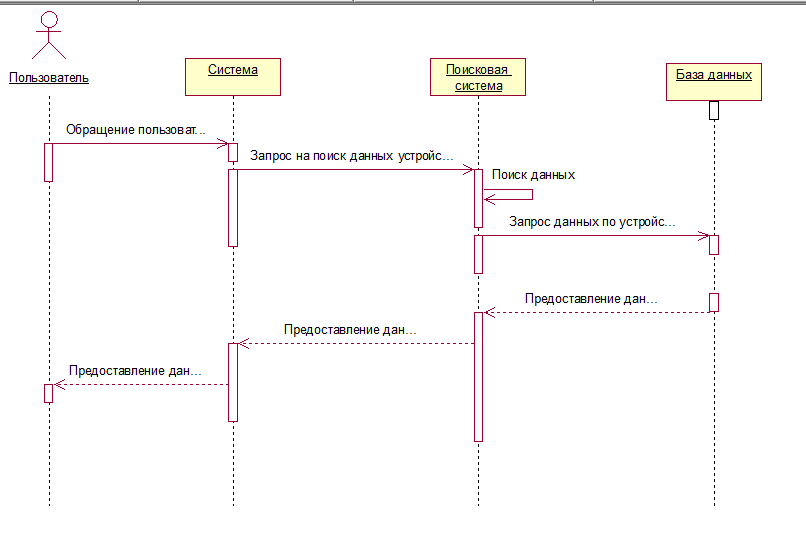 Пользователь
Система
Поисковая
система
База данных
Обращение пользоват...
Запрос на поиск данных устройс...
Поиск данных
Запрос данных по устройс...
Предоставление дан...
Предоставление дан...
Предоставление дан...